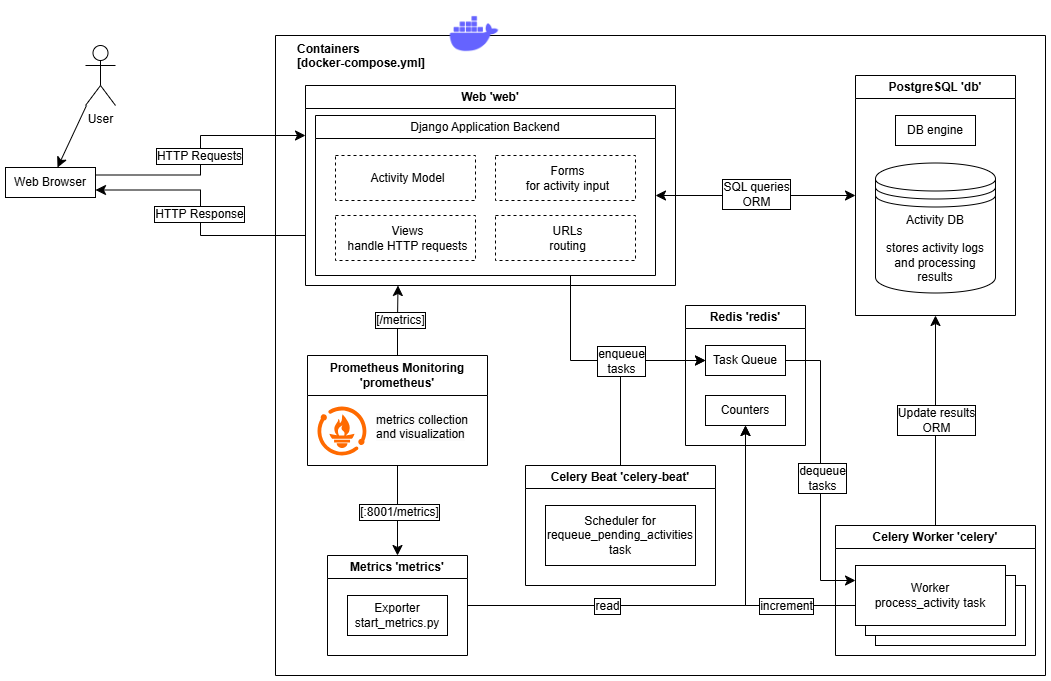 Containers
[docker-compose.yml]
User
Web Browser
HTTP Requests
HTTP Response
Web 'web'
Django Application Backend
Activity Model
Forms
for activity input
Views
handle HTTP requests
URLs
routing
SQL queries
ORM
PostgreSQL 'db'
DB engine
Activity DB
stores activity logs
and processing
results
[/metrics]
Prometheus Monitoring
'prometheus'
metrics collection
and visualization
[:8001/metrics]
enqueue
tasks
Redis 'redis'
Task Queue
Counters
dequeue
tasks
Update results
ORM
Celery Beat 'celery-beat'
Scheduler for
requeue_pending_activities
task
Celery Worker 'celery'
Worker
process_activity task
Metrics 'metrics'
Exporter
start_metrics.py
read
increment